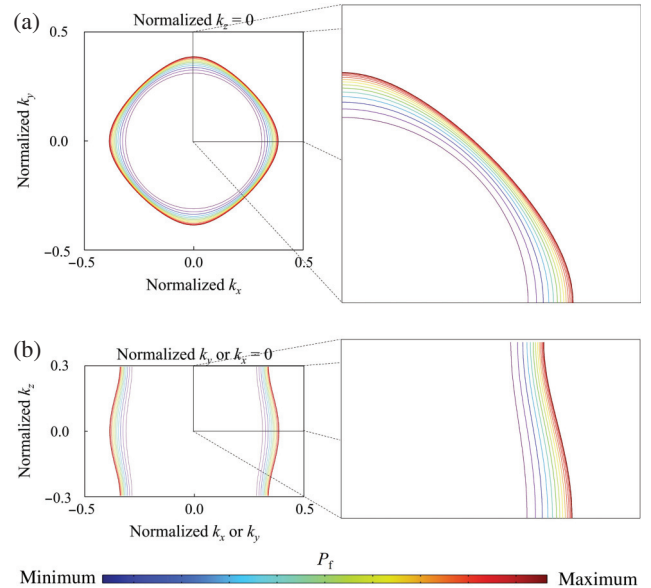 (a)
Normalized k_z = 0
0.5
Normalized k_y
0.0
−0.5
0.0
0.5
Normalized k_x
(b)
Normalized k_y or k_x = 0
0.3
Normalized k_z
0.0
−0.3
−0.5
0.0
0.5
Normalized k_x or k_y
P_f
Minimum
Maximum